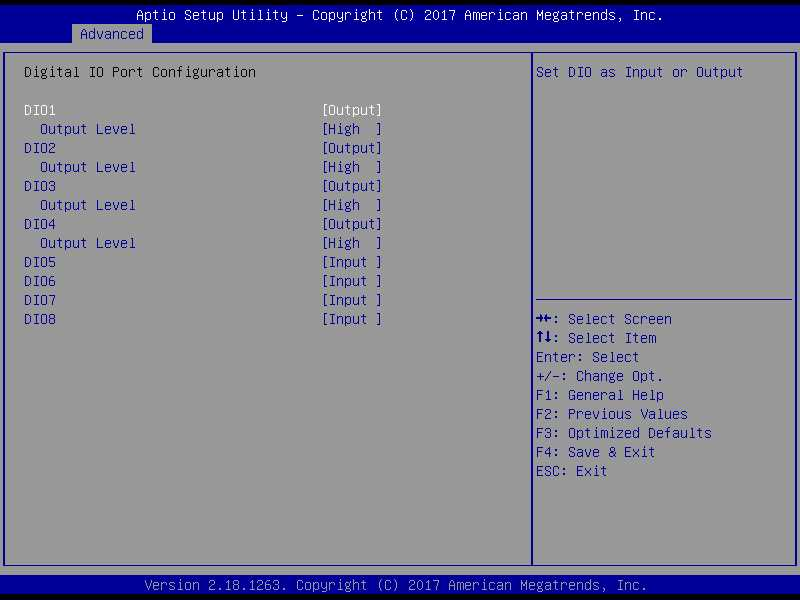 Aptio Setup Utility – Copyright (C) 2017 American Megatrends, Inc.
Advanced
Digital IO Port Configuration
DIO1 [Output]
Output Level [High ]
DIO2 [Output]
Output Level [High ]
DIO3 [Output]
Output Level [High ]
DIO4 [Output]
Output Level [High ]
DIO5 [Input ]
DIO6 [Input ]
DIO7 [Input ]
DIO8 [Input ]
Set DIO as Input or Output
→←: Select Screen
↑↓: Select Item
Enter: Select
+/–: Change Opt.
F1: General Help
F2: Previous Values
F3: Optimized Defaults
F4: Save & Exit
ESC: Exit
Version 2.18.1263. Copyright (C) 2017 American Megatrends, Inc.